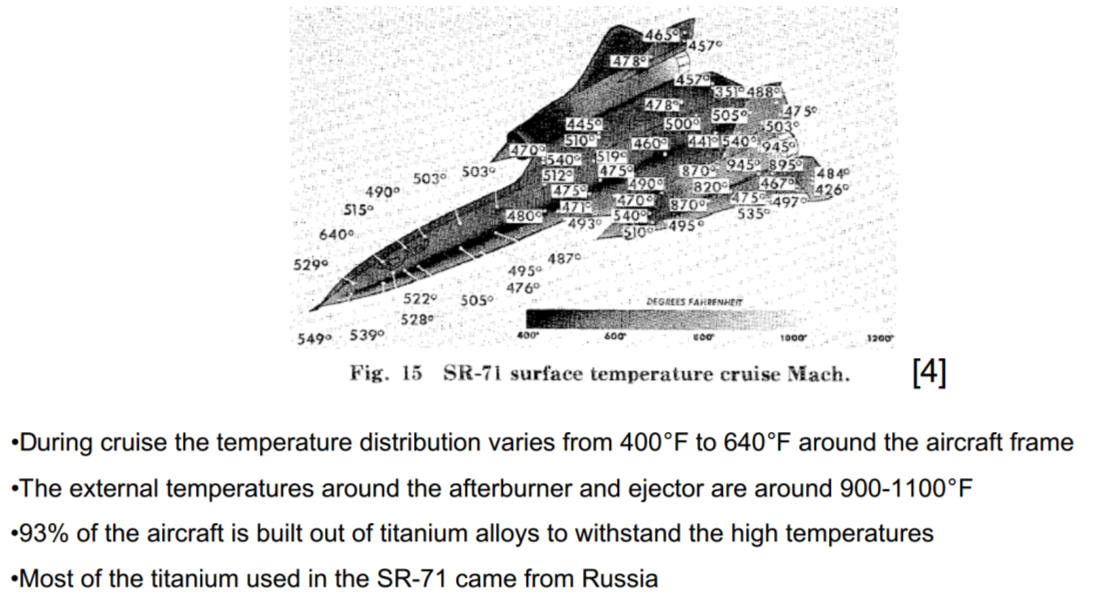 465° 457°
478°
457°
351° 488°
478° 505° 475°
445° 500° 503°
510° 460° 441° 540° 945°
470° 540° 519° 945° 895°
503° 503° 512° 475° 870° 484°
490° 475° 490° 820° 467° 426°
515° 471° 470° 870° 475° 497°
480° 493° 540° 535°
640° 510° 495°
529° 487°
495°
476°
522° 505°
528°
549° 539°
DEGREES FAHRENHEIT
400° 600° 800° 1000° 1200°
Fig. 15 SR-71 surface temperature cruise Mach. [4]
•During cruise the temperature distribution varies from 400°F to 640°F around the aircraft frame
•The external temperatures around the afterburner and ejector are around 900-1100°F
•93% of the aircraft is built out of titanium alloys to withstand the high temperatures
•Most of the titanium used in the SR-71 came from Russia